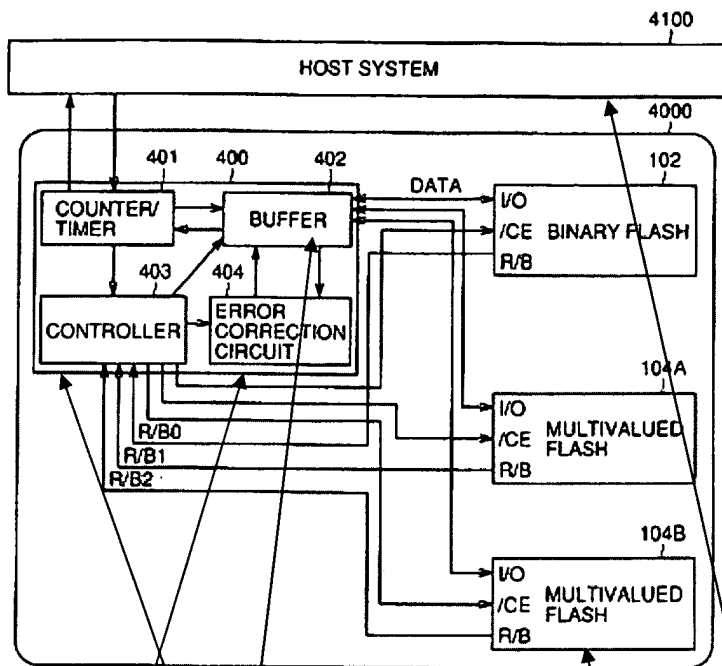 4100
HOST SYSTEM
4000
401
400
402
102
COUNTER/
TIMER
BUFFER
DATA
I/O
/CE
BINARY FLASH
R/B
403
404
CONTROLLER
ERROR
CORRECTION
CIRCUIT
104A
I/O
/CE
MULTIVALUED
FLASH
R/B
R/B0
R/B1
R/B2
104B
I/O
/CE
MULTIVALUED
FLASH
R/B